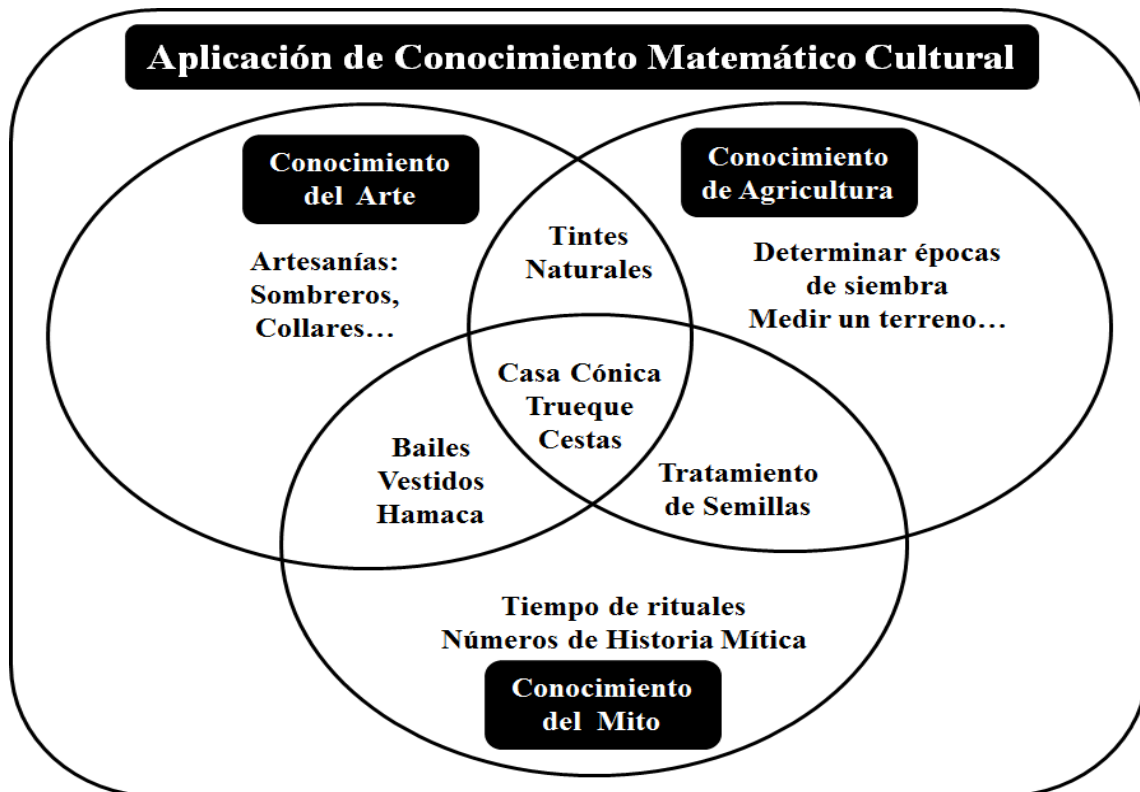 Aplicación de Conocimiento Matemático Cultural
Conocimiento
del Arte
Conocimiento
de Agricultura
Artesanías:
Sombreros,
Collares…
Tintes
Naturales
Determinar épocas
de siembra
Medir un terreno…
Casa Cónica
Trueque
Cestas
Bailes
Vestidos
Hamaca
Tratamiento
de Semillas
Tiempo de rituales
Números de Historia Mítica
Conocimiento
del Mito